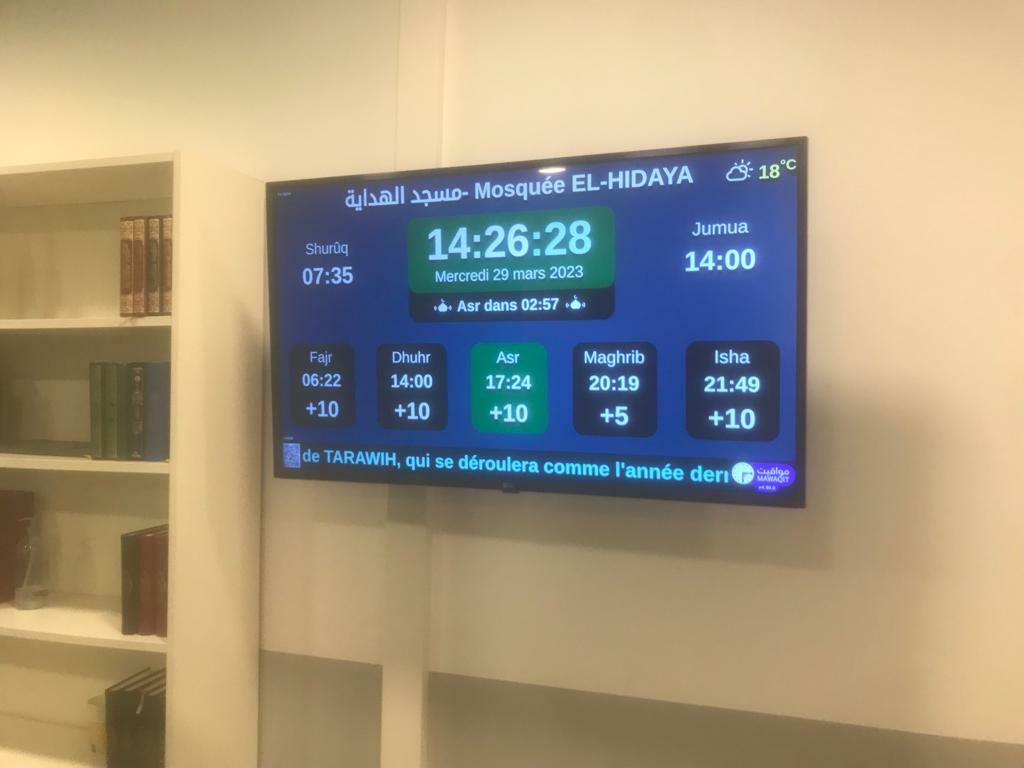 مسجد الهداية- Mosquée EL-HIDAYA
18°C
Shurûq
07:35
14:26:28
Mercredi 29 mars 2023
Asr dans 02:57
Jumua
14:00
Fajr
06:22
+10
Dhuhr
14:00
+10
Asr
17:24
+10
Maghrib
20:19
+5
Isha
21:49
+10
de TARAWIH, qui se déroulera comme l'année derr
مواقيت
MAWAQIT